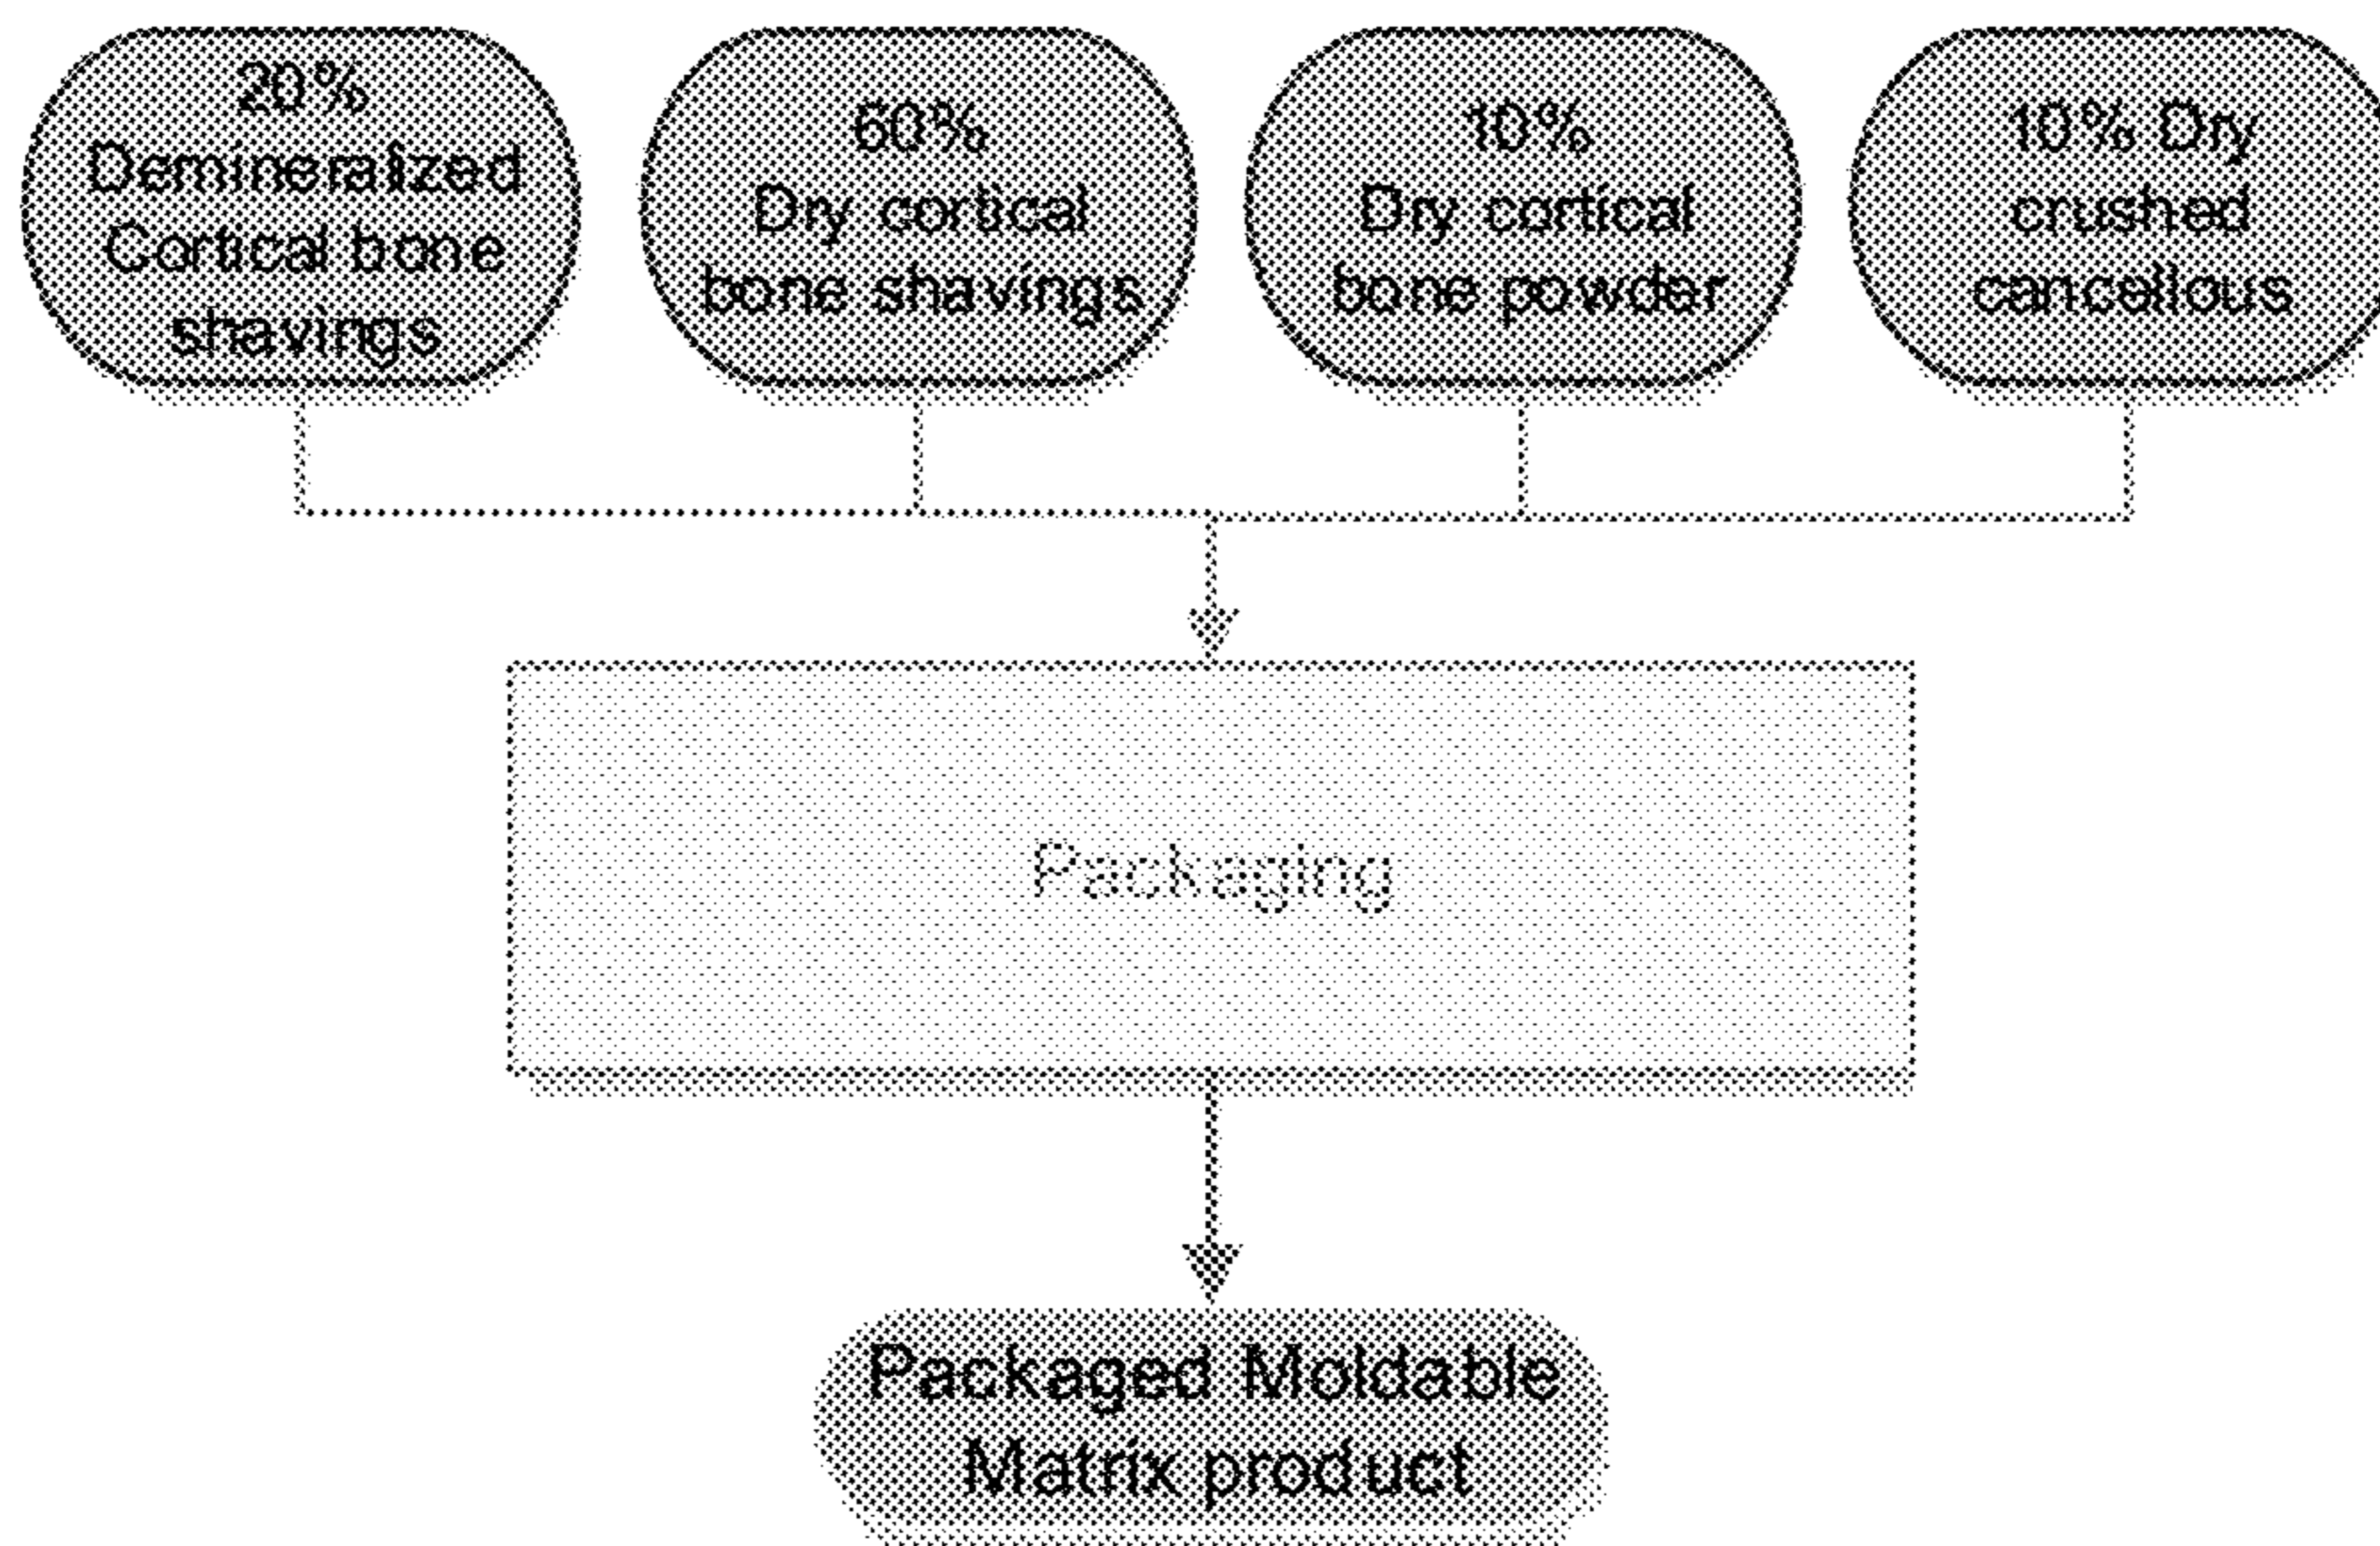 20%
Demineralized
Cortical bone
shavings
60%
Dry cortical
bone shavings
10%
Dry cortical
bone powder
10% Dry
crushed
cancellous
Packaging
Packaged Moldable
Matrix product